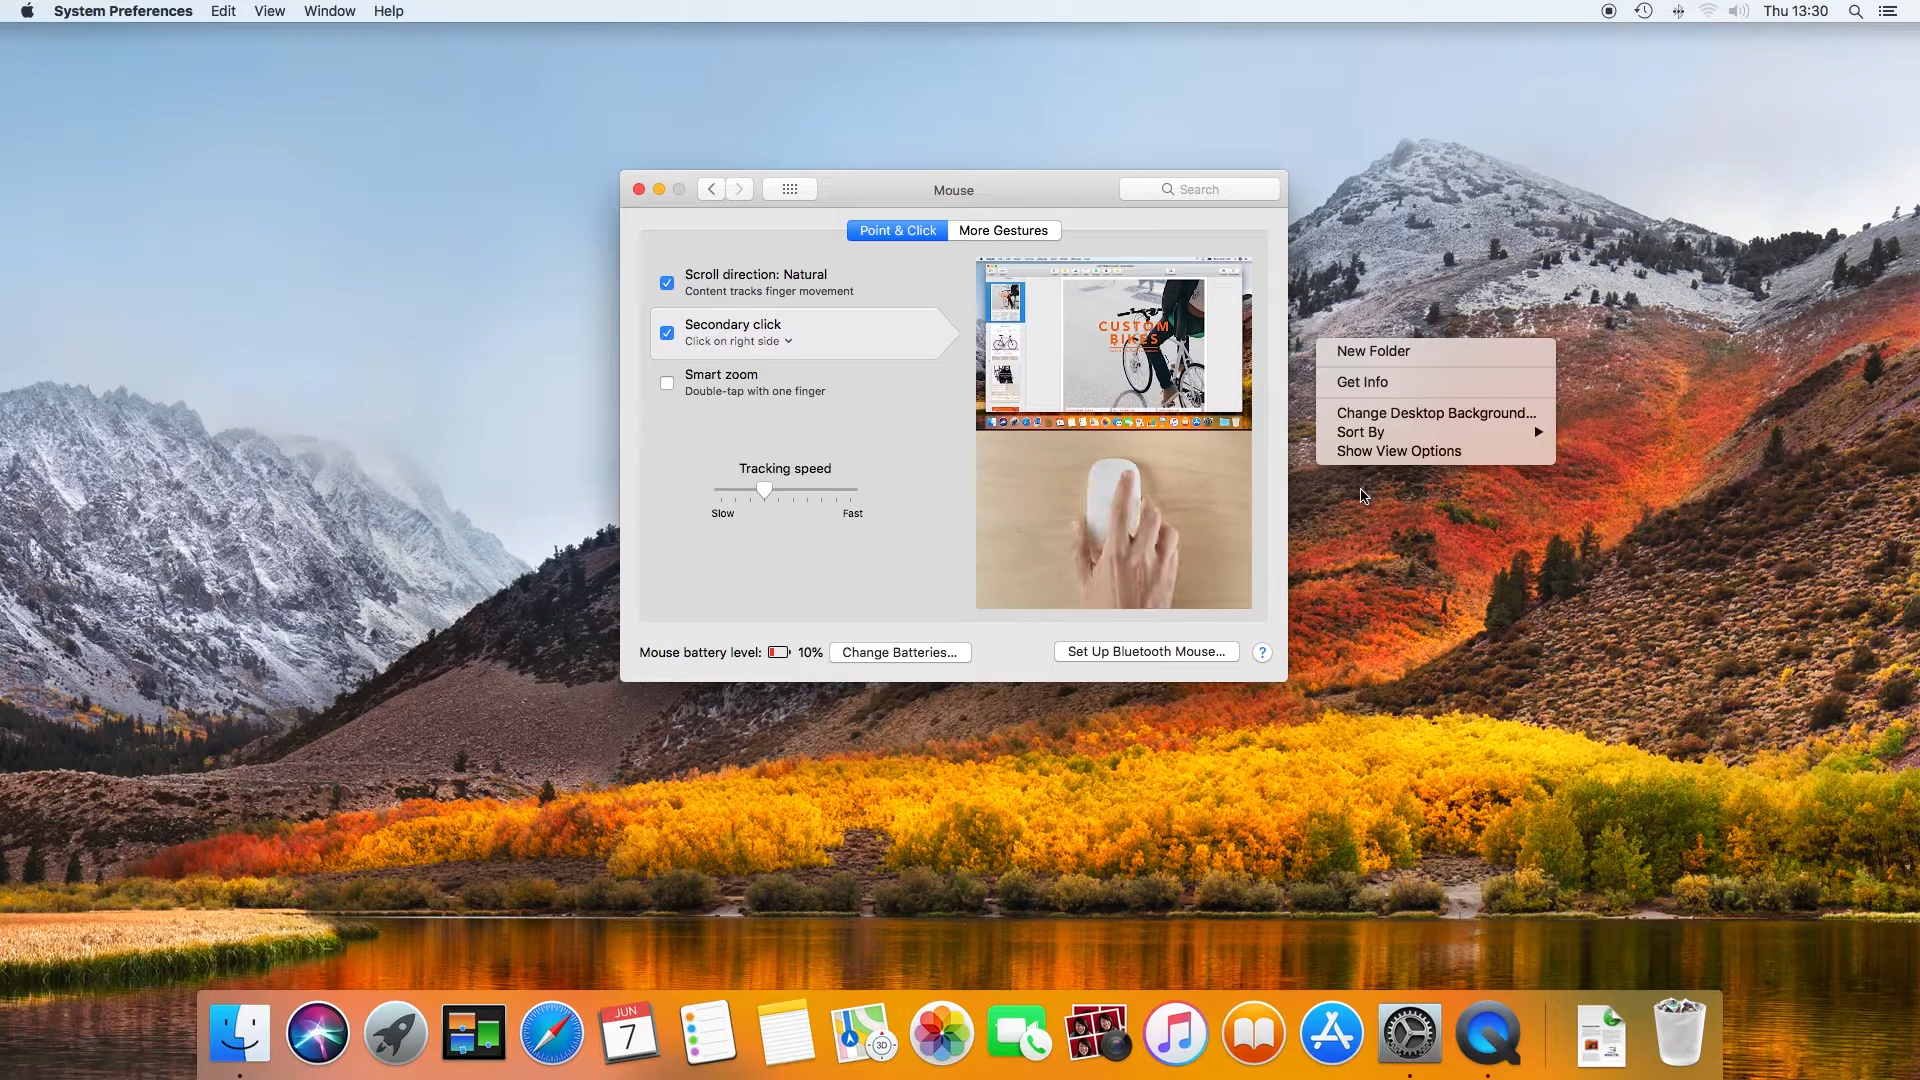 System Preferences Edit View Window Help Thu 13:30
Mouse Search
Point & Click More Gestures
Scroll direction: Natural
Content tracks finger movement
Secondary click
Click on right side
Smart zoom
Double-tap with one finger
CUSTOM
BIKES
Tracking speed
Slow Fast
Mouse battery level: 10% Change Batteries... Set Up Bluetooth Mouse... ?
New Folder
Get Info
Change Desktop Background...
Sort By
Show View Options
JUN
7
3D